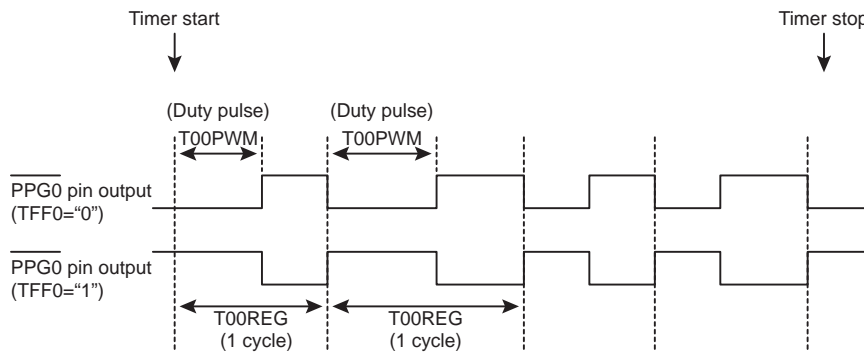 Timer start
Timer stop
(Duty pulse)
T00PWM
(Duty pulse)
T00PWM
PPG0 pin output
(TFF0=“0”)
PPG0 pin output
(TFF0=“1”)
T00REG
(1 cycle)
T00REG
(1 cycle)